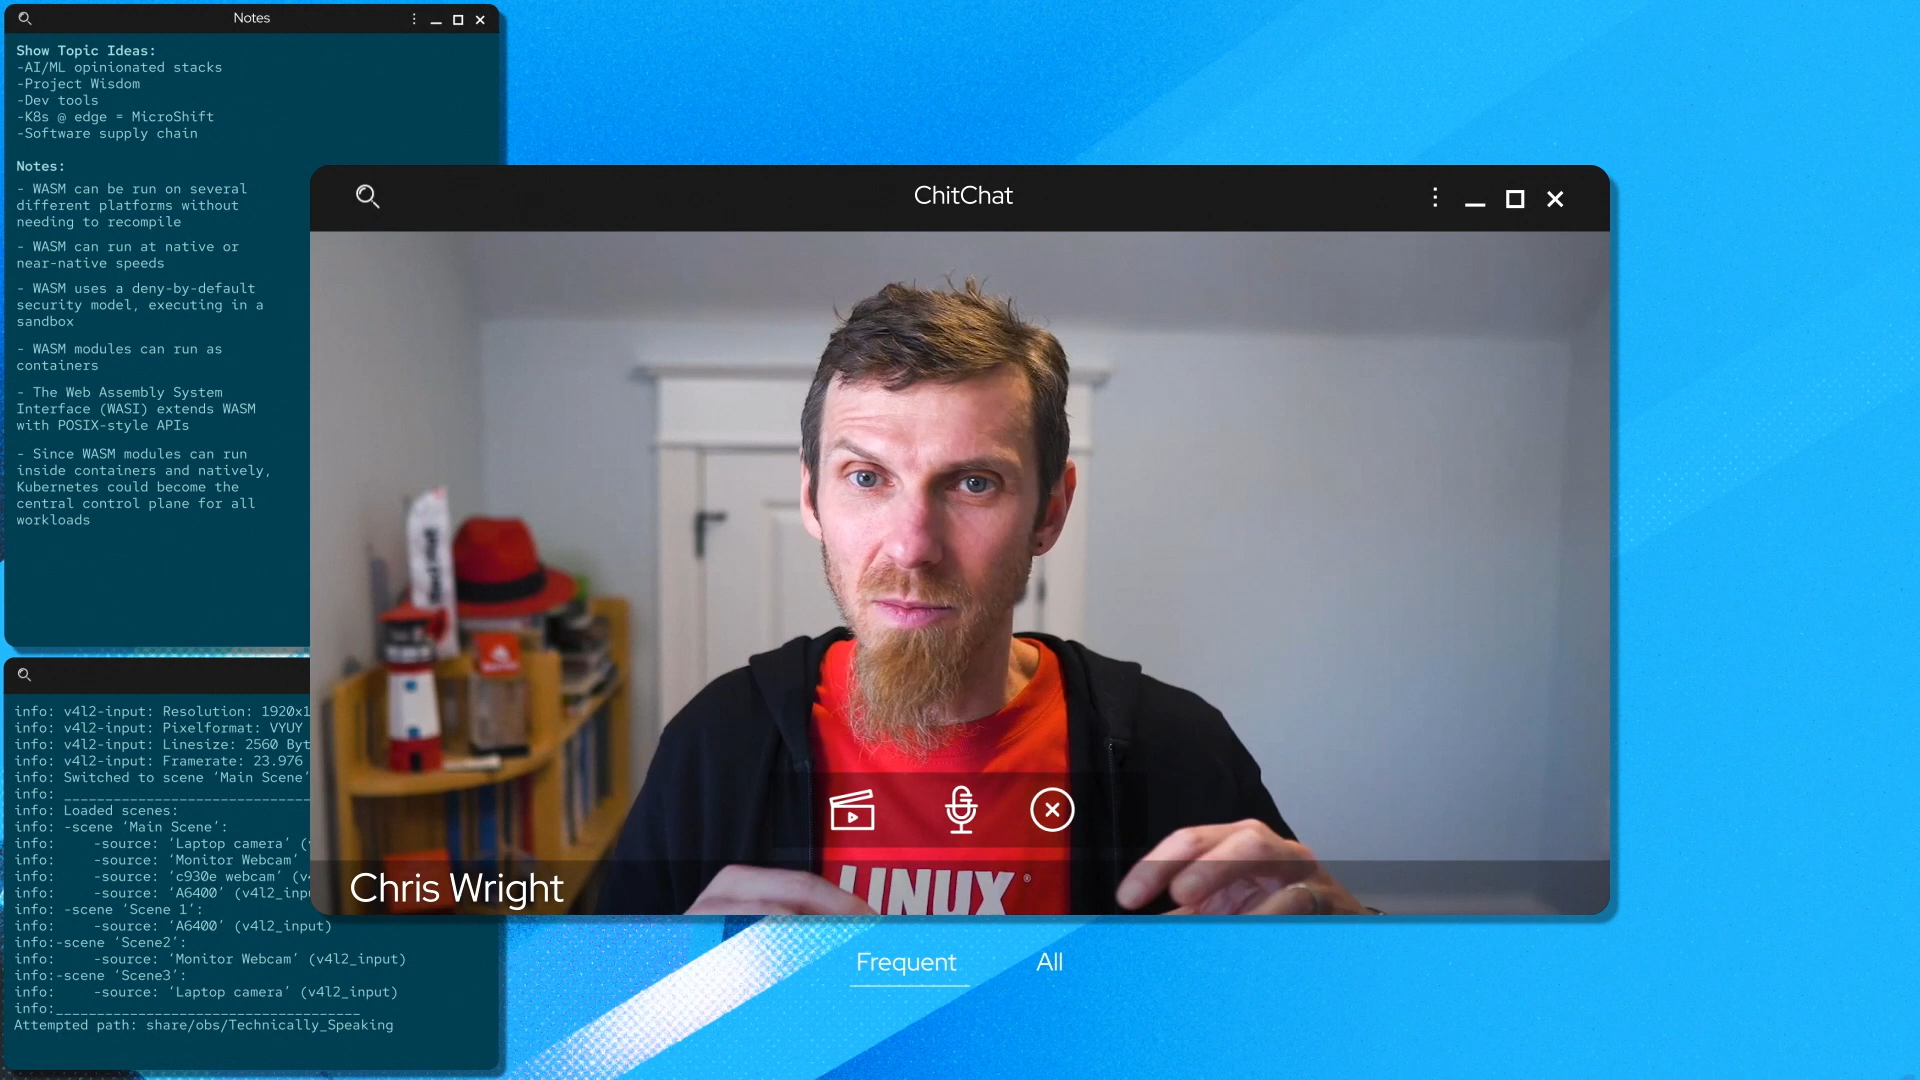 Notes
Show Topic Ideas:
-AI/ML opinionated stacks
-Project Wisdom
-Dev tools
-K8s @ edge = MicroShift
-Software supply chain
Notes:
- WASM can be run on several
different platforms without
needing to recompile
- WASM can run at native or
near-native speeds
- WASM uses a deny-by-default
security model, executing in a
sandbox
- WASM modules can run as
containers
- The Web Assembly System
Interface (WASI) extends WASM
with POSIX-style APIs
- Since WASM modules can run
inside containers and natively,
Kubernetes could become the
central control plane for all
workloads
info: v4l2-input: Resolution: 1920x1
info: v4l2-input: Pixelformat: VYUY
info: v4l2-input: Linesize: 2560 Byt
info: v4l2-input: Framerate: 23.976
info: Switched to scene ‘Main Scene’
info: ______________________________
info: Loaded scenes:
info: -scene ‘Main Scene’:
info:     -source: ‘Laptop camera’ (v
info:     -source: ‘Monitor Webcam’
info:     -source: ‘c930e webcam’ (v4
info:     -source: ‘A6400’ (v4l2_inp
info: -scene ‘Scene 1’:
info:     -source: ‘A6400’ (v4l2_input)
info:-scene ‘Scene2’:
info:     -source: ‘Monitor Webcam’ (v4l2_input)
info:-scene ‘Scene3’:
info:     -source: ‘Laptop camera’ (v4l2_input)
info:_____________________________________
Attempted path: share/obs/Technically_Speaking
ChitChat
LINUX ®
Chris Wright
Frequent
All